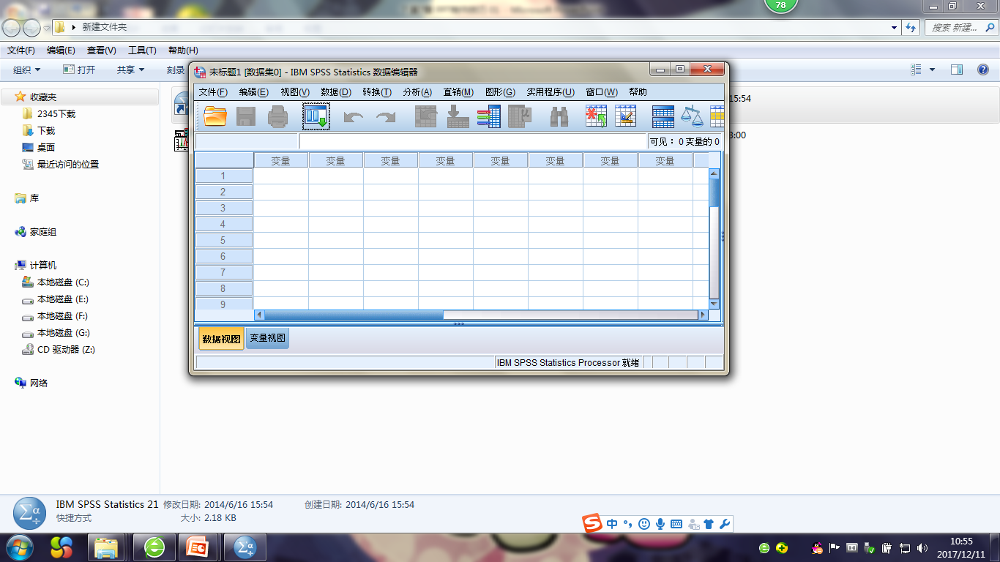 78
新建文件夹
搜索 新建...
文件(F) 编辑(E) 查看(V) 工具(T) 帮助(H)
组织 打开 共享 刻录
收藏夹
2345下载
下载
桌面
最近访问的位置
库
家庭组
计算机
本地磁盘 (C:)
本地磁盘 (E:)
本地磁盘 (F:)
本地磁盘 (G:)
CD 驱动器 (Z:)
网络
15:54
8:00
未标题1 [数据集0] - IBM SPSS Statistics 数据编辑器
文件(F) 编辑(E) 视图(V) 数据(D) 转换(T) 分析(A) 直销(M) 图形(G) 实用程序(U) 窗口(W) 帮助
可见： 0 变量的 0
变量 变量 变量 变量 变量 变量 变量 变量
1
2
3
4
5
6
7
8
9
数据视图 变量视图
IBM SPSS Statistics Processor 就绪
IBM SPSS Statistics 21 修改日期: 2014/6/16 15:54 创建日期: 2014/6/16 15:54
快捷方式 大小: 2.18 KB
中
10:55
2017/12/11